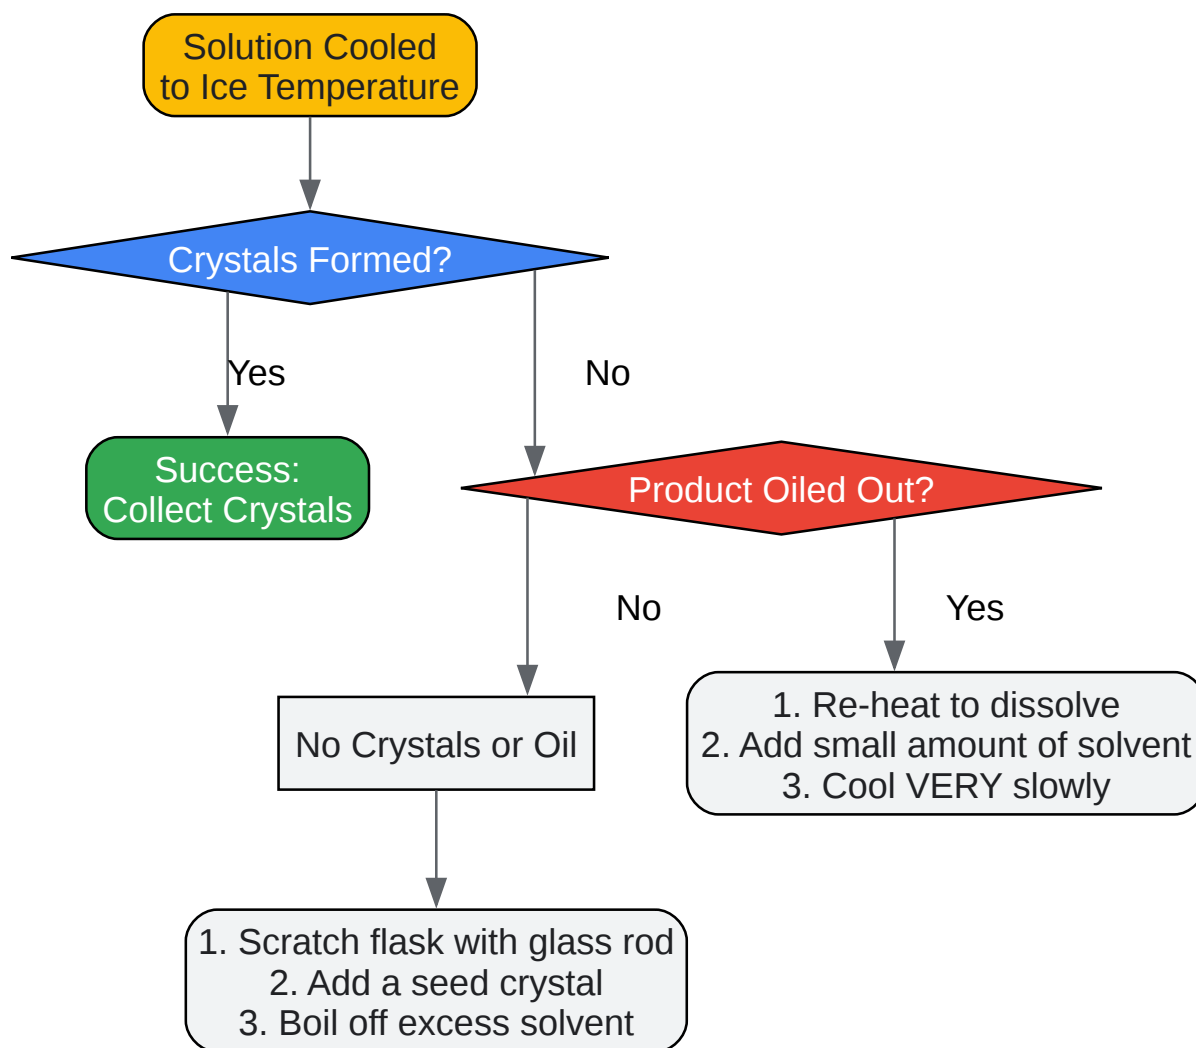 Solution Cooled
to Ice Temperature
Crystals Formed?
Yes
No
Success:
Collect Crystals
Product Oiled Out?
No
Yes
No Crystals or Oil
1. Re-heat to dissolve
2. Add small amount of solvent
3. Cool VERY slowly
1. Scratch flask with glass rod
2. Add a seed crystal
3. Boil off excess solvent